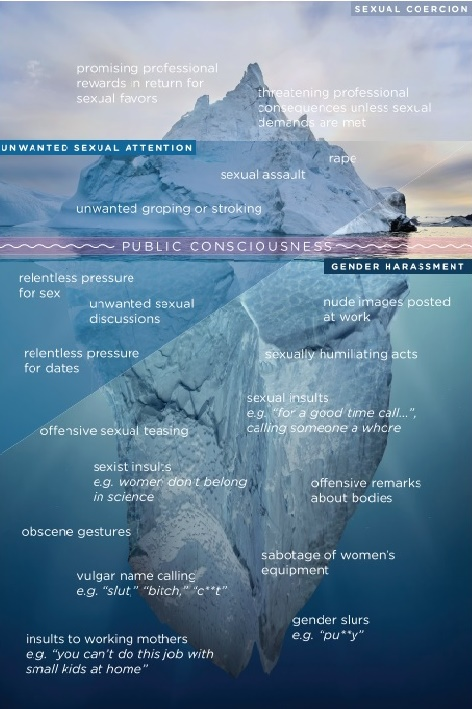 SEXUAL COERCION
promising professional
rewards in return for
sexual favors
threatening professional
consequences unless sexual
demands are met
UNWANTED SEXUAL ATTENTION
rape
sexual assault
unwanted groping or stroking
PUBLIC CONSCIOUSNESS
GENDER HARASSMENT
relentless pressure
for sex
unwanted sexual
discussions
nude images posted
at work
relentless pressure
for dates
sexually humiliating acts
sexual insults
e.g. "for a good time call...",
calling someone a whore
offensive sexual teasing
sexist insults
e.g. women don't belong
in science
offensive remarks
about bodies
obscene gestures
sabotage of women's
equipment
vulgar name calling
e.g. "slut," "bitch," "c**t"
gender slurs
e.g. "pu**y"
insults to working mothers
e.g. "you can't do this job with
small kids at home"